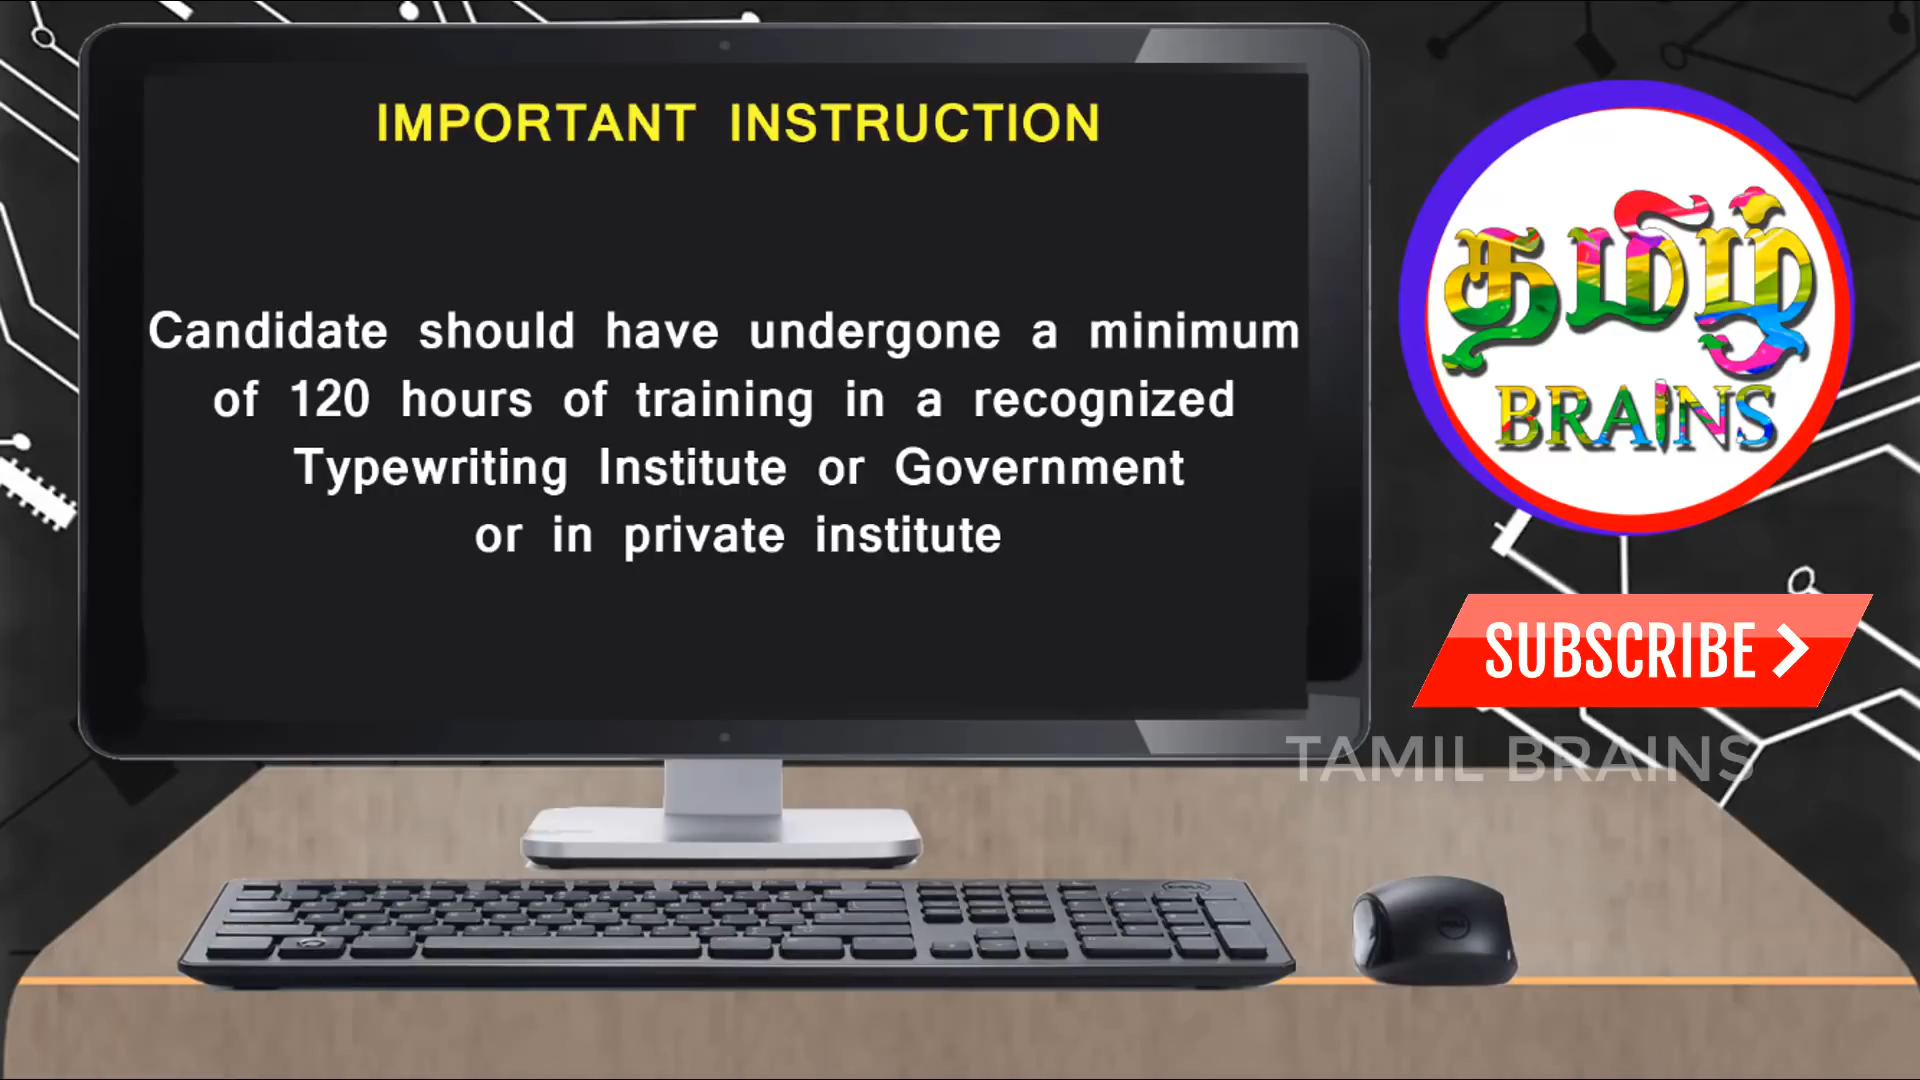 IMPORTANT INSTRUCTION
Candidate should have undergone a minimum
of 120 hours of training in a recognized
Typewriting Institute or Government
or in private institute
தமிழ்
BRAINS
SUBSCRIBE
TAMIL BRAINS